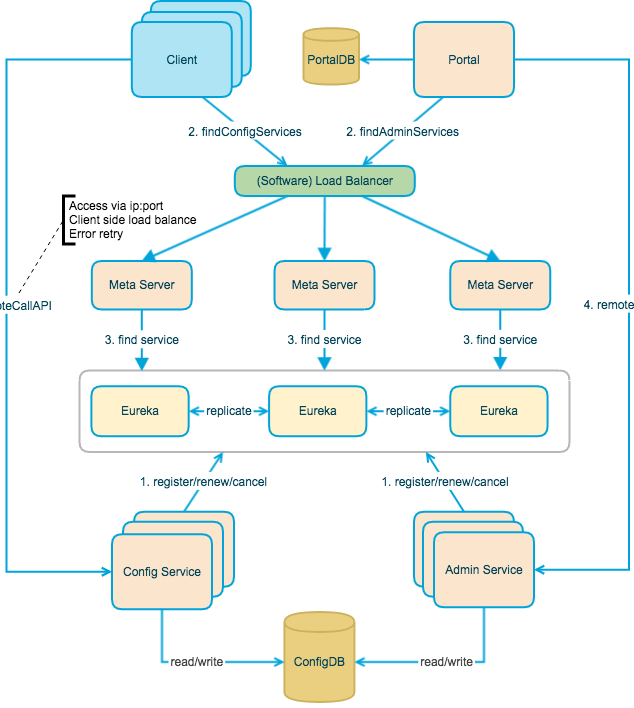 Client
PortalDB
Portal
2. findConfigServices
2. findAdminServices
(Software) Load Balancer
Access via ip:port
Client side load balance
Error retry
Meta Server
Meta Server
Meta Server
oteCallAPI
4. remote
3. find service
3. find service
3. find service
Eureka
replicate
Eureka
replicate
Eureka
1. register/renew/cancel
1. register/renew/cancel
Config Service
Admin Service
read/write
ConfigDB
read/write